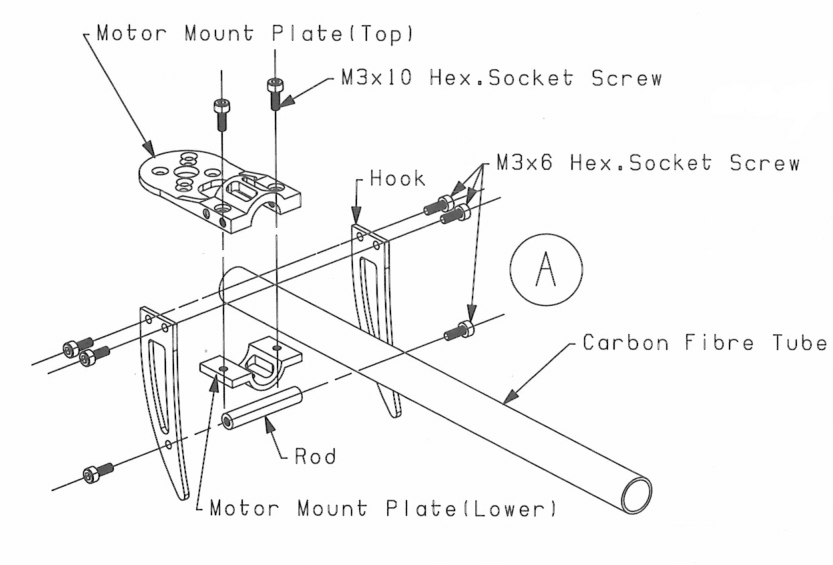 Motor Mount Plate(Top)
M3x10 Hex.Socket Screw
M3x6 Hex.Socket Screw
Hook
A
Carbon Fibre Tube
Rod
Motor Mount Plate(Lower)